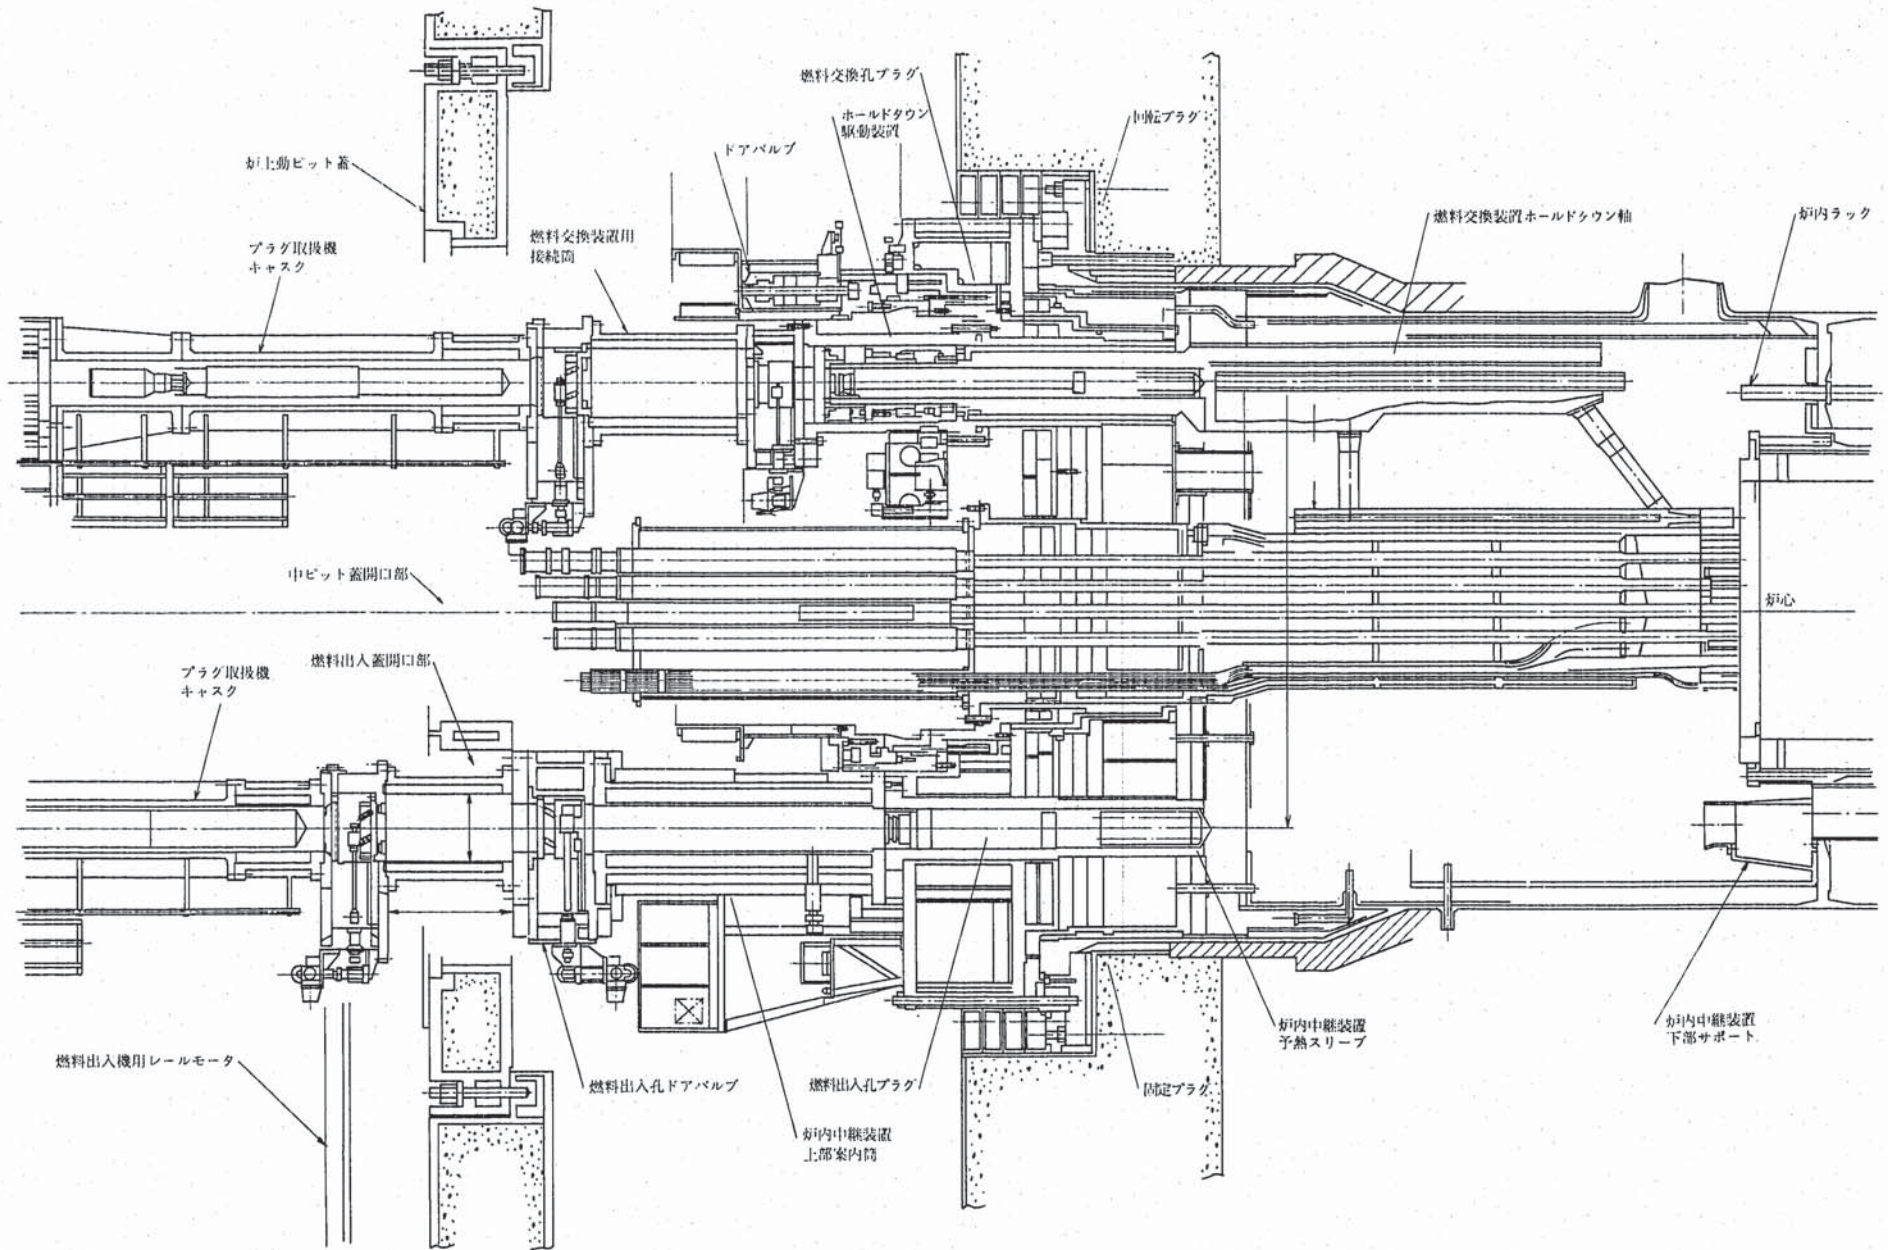 燃料交換孔プラグ
ホールドダウン
駆動装置
回転プラグ
ドアバルブ
炉上動ピット蓋
燃料交換装置用
接続筒
プラグ取扱機
キャスク
燃料交換装置ホールドダウン軸
炉内ラック
中ピット蓋開口部
炉心
燃料出入蓋開口部
プラグ取扱機
キャスク
燃料出入機用レールモータ
燃料出入孔ドアバルブ
燃料出入孔プラグ
炉内中継装置
上部案内筒
固定プラグ
炉内中継装置
予熱スリーブ
炉内中継装置
下部サポート